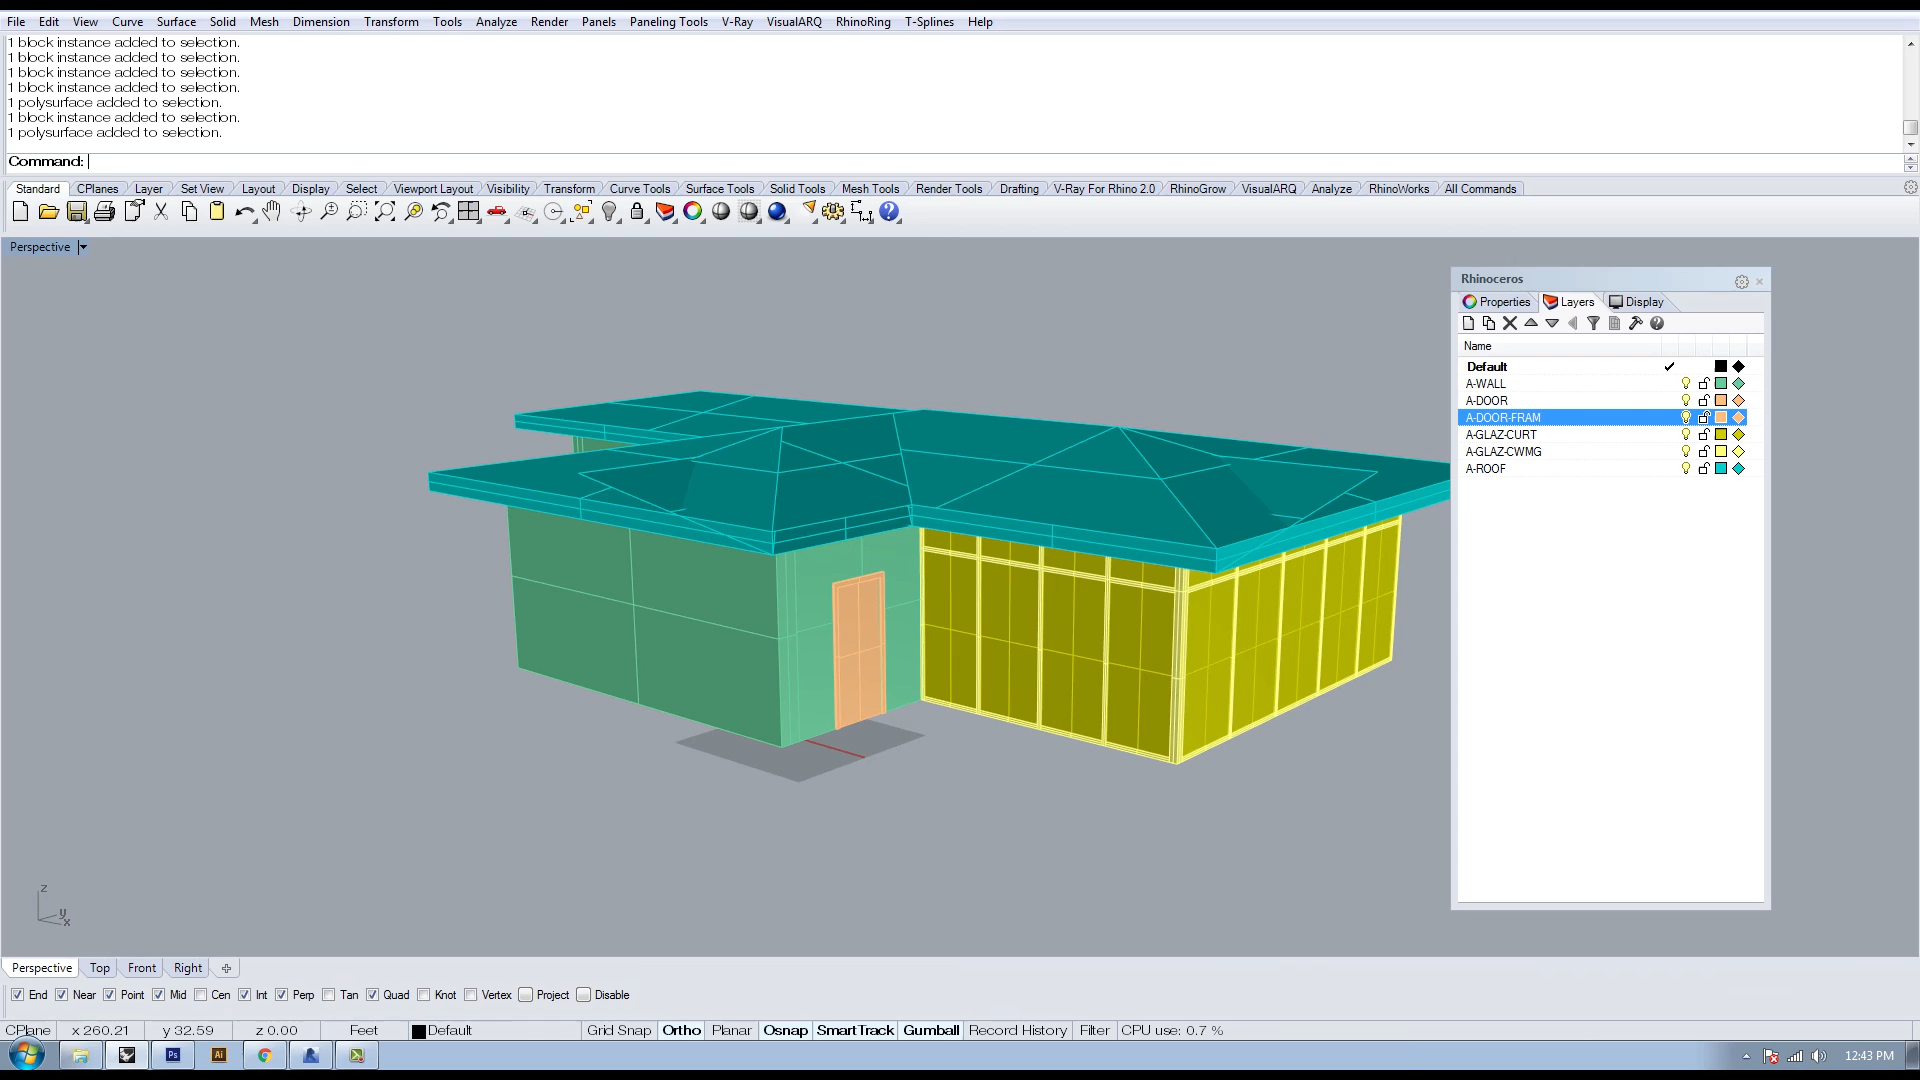 File Edit View Curve Surface Solid Mesh Dimension Transform Tools Analyze Render Panels Paneling Tools V-Ray VisualARQ RhinoRing T-Splines Help
1 block instance added to selection.
1 block instance added to selection.
1 block instance added to selection.
1 block instance added to selection.
1 polysurface added to selection.
1 block instance added to selection.
1 polysurface added to selection.
Command:
Standard CPlanes Layer Set View Layout Display Select Viewport Layout Visibility Transform Curve Tools Surface Tools Solid Tools Mesh Tools Render Tools Drafting V-Ray For Rhino 2.0 RhinoGrow VisualARQ Analyze RhinoWorks All Commands
Perspective
Rhinoceros
Properties Layers Display
Name
Default
A-WALL
A-DOOR
A-DOOR-FRAM
A-GLAZ-CURT
A-GLAZ-CWMG
A-ROOF
z
y
x
Perspective Top Front Right
End Near Point Mid Cen Int Perp Tan Quad Knot Vertex Project Disable
CPlane x 260.21 y 32.59 z 0.00 Feet Default Grid Snap Ortho Planar Osnap SmartTrack Gumball Record History Filter CPU use: 0.7 %
Ps Ai 12:43 PM